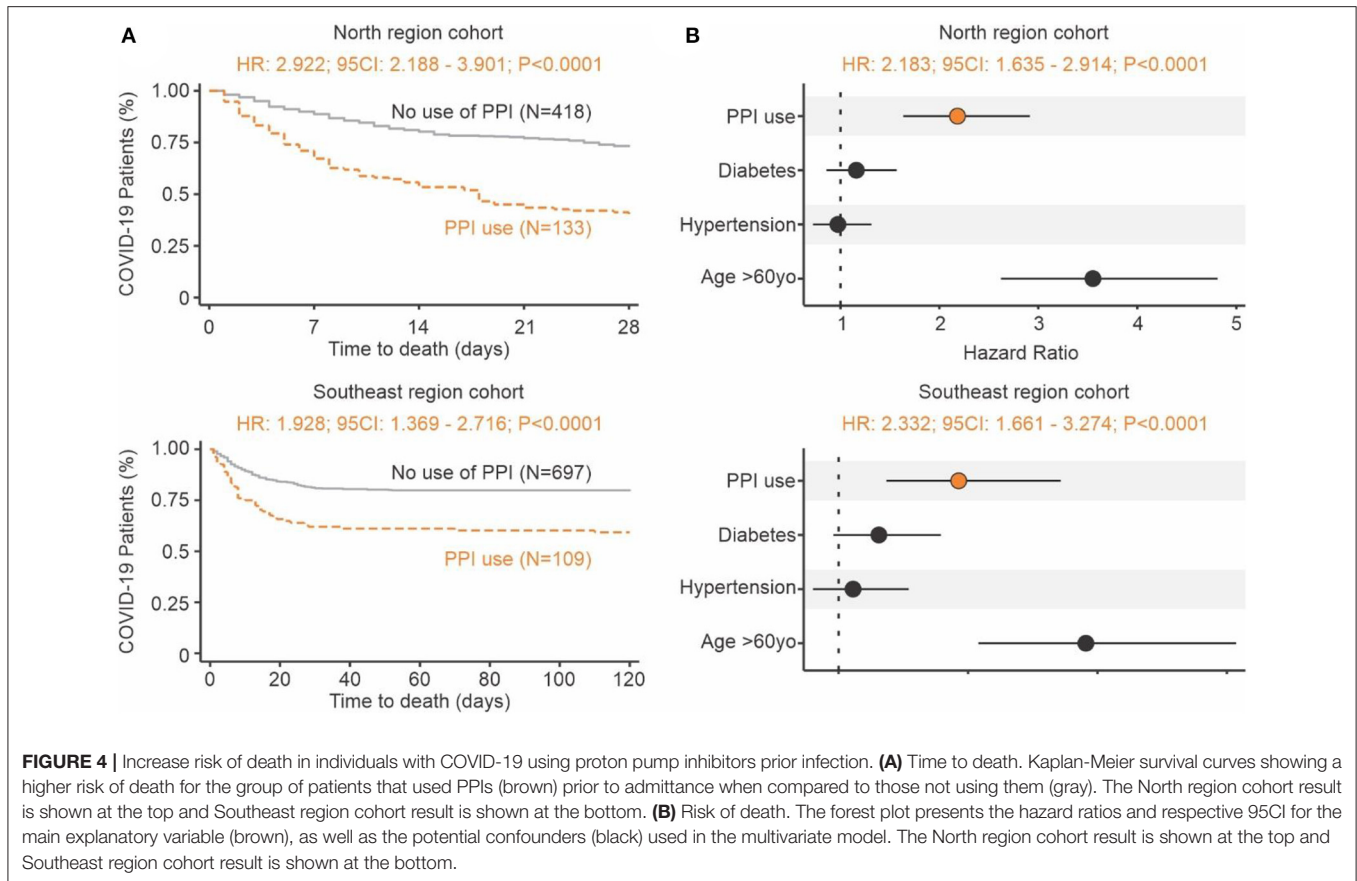 A
North region cohort
HR: 2.922; 95CI: 2.188 - 3.901; P<0.0001
COVID-19 Patients (%)
1.00
0.75
0.5
0.25
0
No use of PPI (N=418)
PPI use (N=133)
0 7 14 21 28
Time to death (days)
Southeast region cohort
HR: 1.928; 95CI: 1.369 - 2.716; P<0.0001
COVID-19 Patients (%)
1.00
0.75
0.5
0.25
0
No use of PPI (N=697)
PPI use (N=109)
0 20 40 60 80 100 120
Time to death (days)
B
North region cohort
HR: 2.183; 95CI: 1.635 - 2.914; P<0.0001
PPI use
Diabetes
Hypertension
Age >60yo
1 2 3 4 5
Hazard Ratio
Southeast region cohort
HR: 2.332; 95CI: 1.661 - 3.274; P<0.0001
PPI use
Diabetes
Hypertension
Age >60yo
FIGURE 4 | Increase risk of death in individuals with COVID-19 using proton pump inhibitors prior infection. (A) Time to death. Kaplan-Meier survival curves showing a
higher risk of death for the group of patients that used PPIs (brown) prior to admittance when compared to those not using them (gray). The North region cohort result
is shown at the top and Southeast region cohort result is shown at the bottom. (B) Risk of death. The forest plot presents the hazard ratios and respective 95CI for the
main explanatory variable (brown), as well as the potential confounders (black) used in the multivariate model. The North region cohort result is shown at the top and
Southeast region cohort result is shown at the bottom.